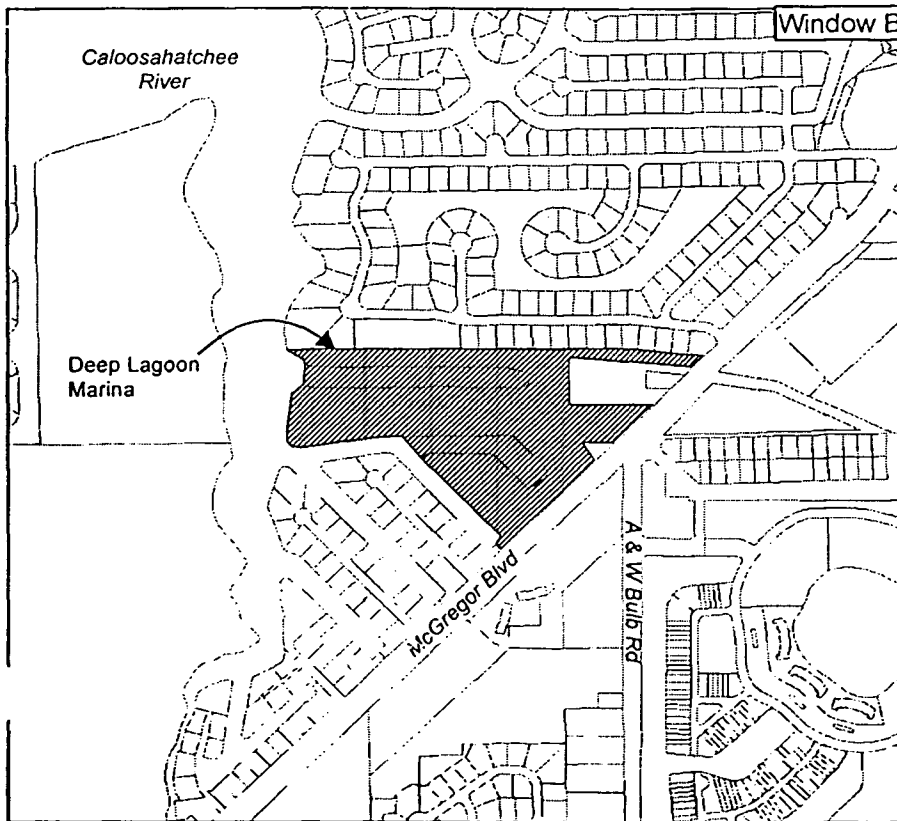 Window B
Caloosahatchee
River
Deep Lagoon
Marina
McGregor Blvd
A & W Bulb Rd